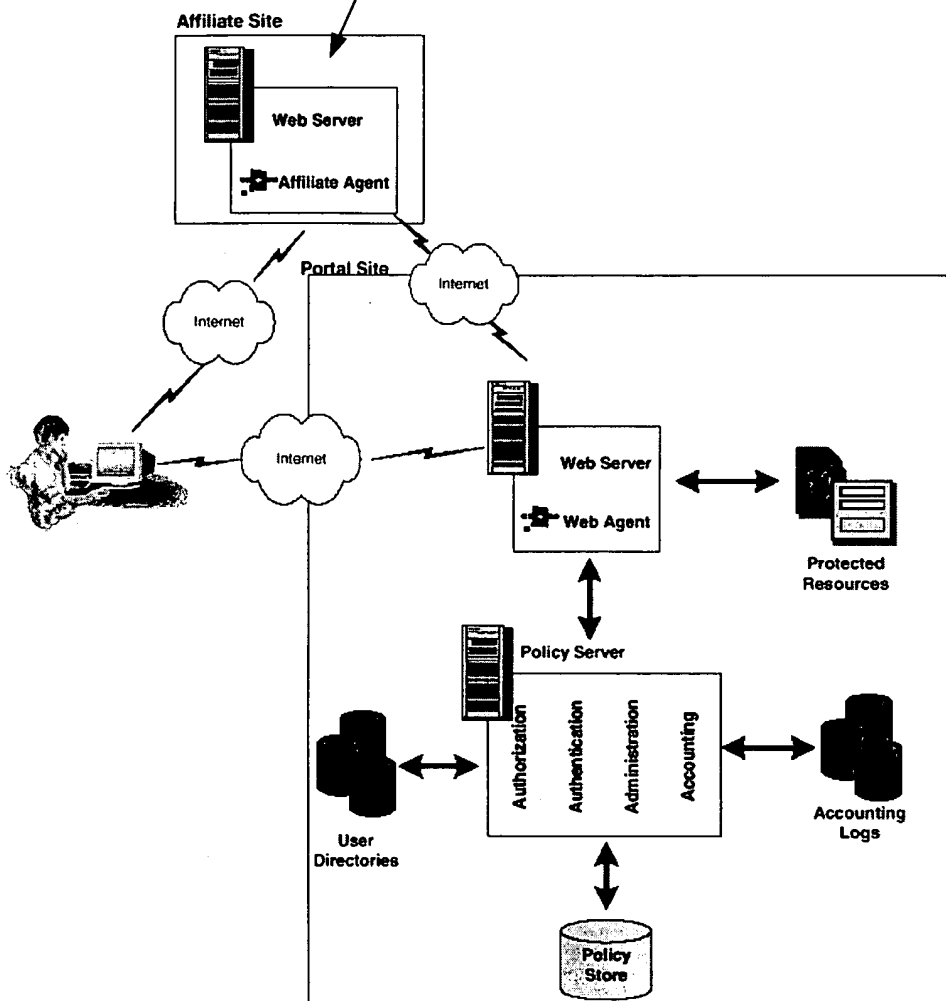 Affiliate Site
Web Server
Affiliate Agent
Portal Site
Internet
Internet
Internet
Web Server
Web Agent
Protected
Resources
Policy Server
Authorization
Authentication
Administration
Accounting
User
Directories
Accounting
Logs
Policy
Store